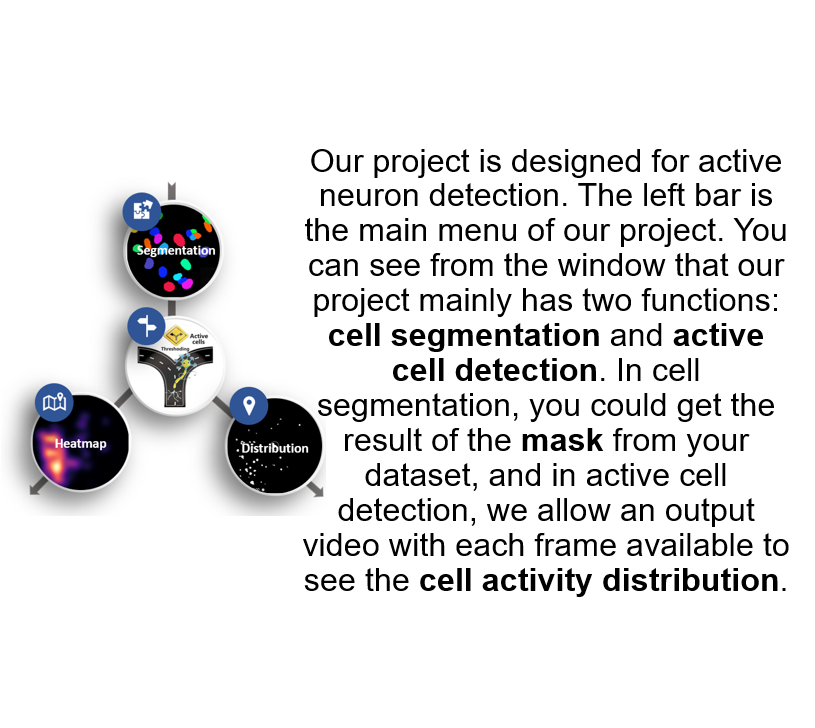 Our project is designed for active
neuron detection. The left bar is
the main menu of our project. You
can see from the window that our
project mainly has two functions:
cell segmentation and active
cell detection. In cell
segmentation, you could get the
result of the mask from your
dataset, and in active cell
detection, we allow an output
video with each frame available to
see the cell activity distribution.
Segmentation
Active
cells
Thresholding
Heatmap
Distribution